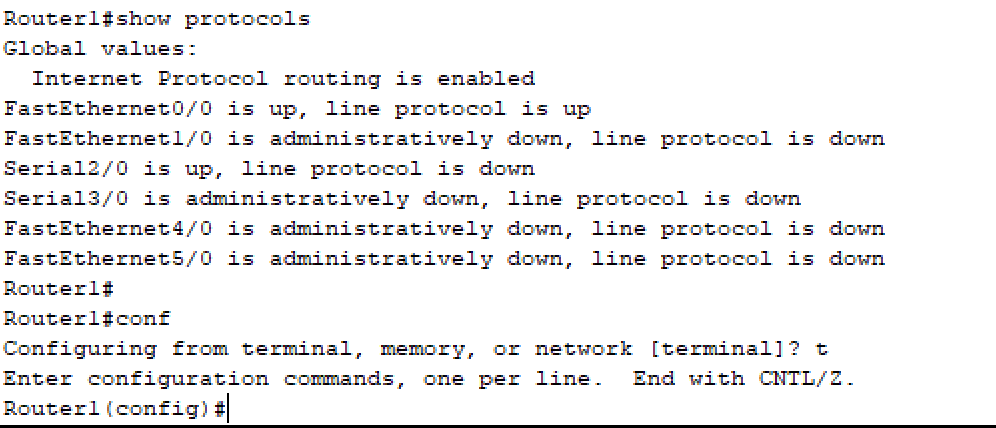 Router1#show protocols
Global values:
  Internet Protocol routing is enabled
FastEthernet0/0 is up, line protocol is up
FastEthernet1/0 is administratively down, line protocol is down
Serial2/0 is up, line protocol is down
Serial3/0 is administratively down, line protocol is down
FastEthernet4/0 is administratively down, line protocol is down
FastEthernet5/0 is administratively down, line protocol is down
Router1#
Router1#conf
Configuring from terminal, memory, or network [terminal]? t
Enter configuration commands, one per line.  End with CNTL/Z.
Router1(config)#